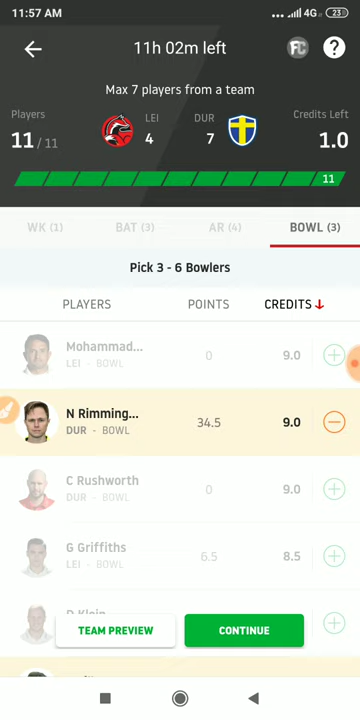 11:57 AM
4G
23
11h 02m left
FC
?
Max 7 players from a team
Players
LEI
DUR
Credits Left
11 / 11
4
7
1.0
11
WK (1)
BAT (3)
AR (4)
BOWL (3)
Pick 3 - 6 Bowlers
PLAYERS
POINTS
CREDITS
Mohammad...
LEI - BOWL
0
9.0
N Rimming...
DUR - BOWL
34.5
9.0
C Rushworth
DUR - BOWL
0
9.0
G Griffiths
LEI - BOWL
6.5
8.5
TEAM PREVIEW
CONTINUE